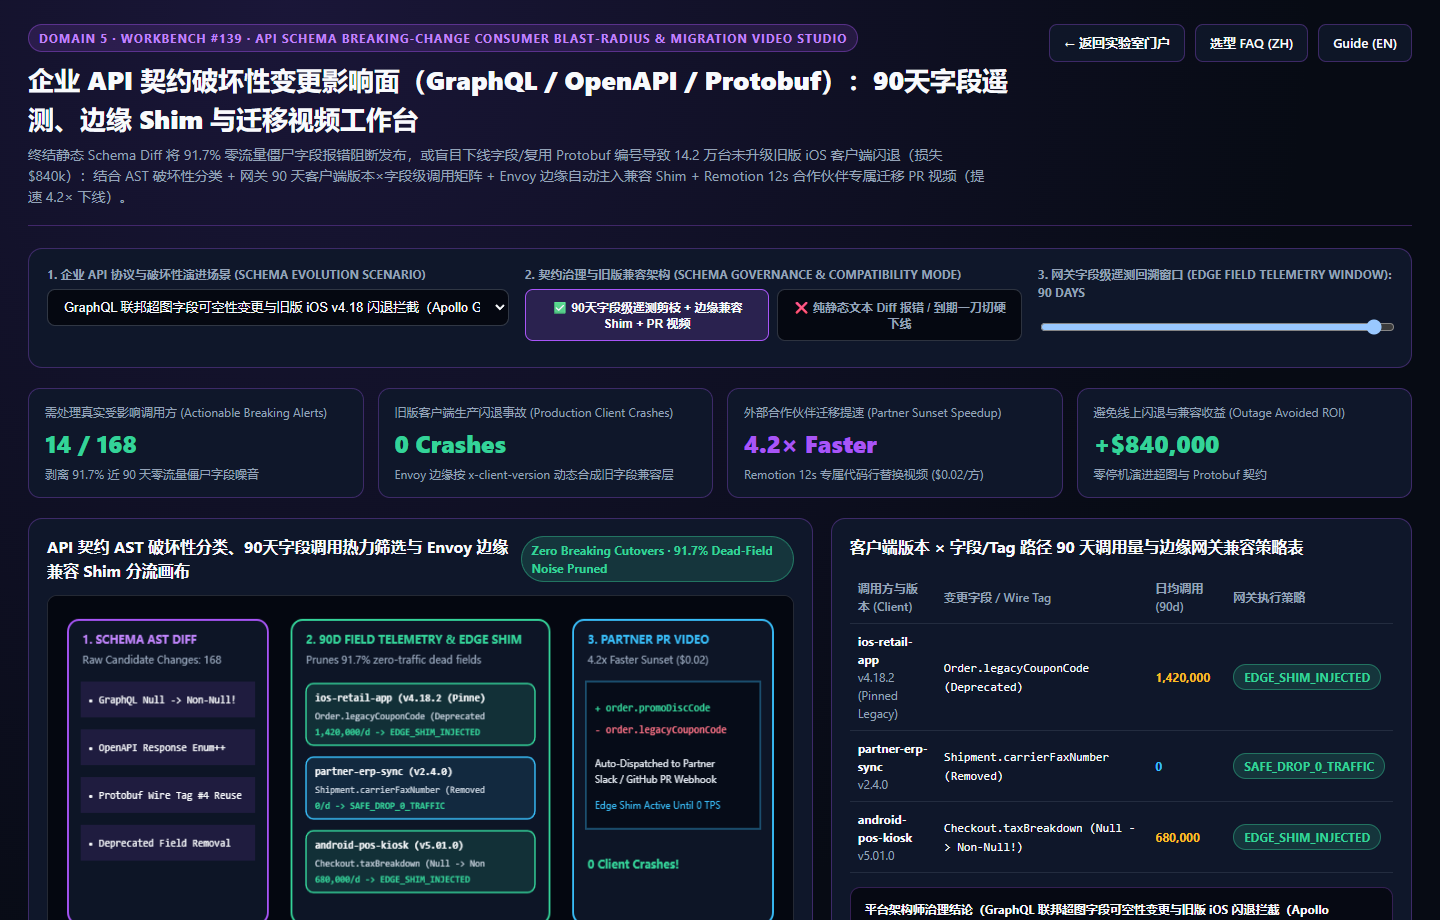 DOMAIN 5 · WORKBENCH #139 · API SCHEMA BREAKING-CHANGE CONSUMER BLAST-RADIUS & MIGRATION VIDEO STUDIO
← 返回实验室门户
选型 FAQ (ZH)
Guide (EN)
企业 API 契约破坏性变更影响面（GraphQL / OpenAPI / Protobuf）：90天字段遥
测、边缘 Shim 与迁移视频工作台
终结静态 Schema Diff 将 91.7% 零流量僵尸字段报错阻断发布，或盲目下线字段/复用 Protobuf 编号导致 14.2 万台未升级旧版 iOS 客户端闪退（损失
$840k）：结合 AST 破坏性分类 + 网关 90 天客户端版本×字段级调用矩阵 + Envoy 边缘自动注入兼容 Shim + Remotion 12s 合作伙伴专属迁移 PR 视频（提
速 4.2× 下线）。
1. 企业 API 协议与破坏性演进场景 (SCHEMA EVOLUTION SCENARIO)
GraphQL 联邦超图字段可空性变更与旧版 iOS v4.18 闪退拦截（Apollo G
2. 契约治理与旧版兼容架构 (SCHEMA GOVERNANCE & COMPATIBILITY MODE)
✅ 90天字段级遥测剪枝 + 边缘兼容
Shim + PR 视频
❌ 纯静态文本 Diff 报错 / 到期一刀切硬
下线
3. 网关字段级遥测回溯窗口 (EDGE FIELD TELEMETRY WINDOW):
90 DAYS
需处理真实受影响调用方 (Actionable Breaking Alerts)
14 / 168
剥离 91.7% 近 90 天零流量僵尸字段噪音
旧版客户端生产闪退事故 (Production Client Crashes)
0 Crashes
Envoy 边缘按 x-client-version 动态合成旧字段兼容层
外部合作伙伴迁移提速 (Partner Sunset Speedup)
4.2× Faster
Remotion 12s 专属代码行替换视频 ($0.02/方)
避免线上闪退与兼容收益 (Outage Avoided ROI)
+$840,000
零停机演进超图与 Protobuf 契约
API 契约 AST 破坏性分类、90天字段调用热力筛选与 Envoy 边缘
兼容 Shim 分流画布
Zero Breaking Cutovers · 91.7% Dead-Field
Noise Pruned
1. SCHEMA AST DIFF
Raw Candidate Changes: 168
• GraphQL Null -> Non-Null!
• OpenAPI Response Enum++
• Protobuf Wire Tag #4 Reuse
• Deprecated Field Removal
2. 90D FIELD TELEMETRY & EDGE SHIM
Prunes 91.7% zero-traffic dead fields
ios-retail-app (v4.18.2 (Pinne)
Order.legacyCouponCode (Deprecated
1,420,000/d -> EDGE_SHIM_INJECTED
partner-erp-sync (v2.4.0)
Shipment.carrierFaxNumber (Removed
0/d -> SAFE_DROP_0_TRAFFIC
android-pos-kiosk (v5.01.0)
Checkout.taxBreakdown (Null -> Non
680,000/d -> EDGE_SHIM_INJECTED
3. PARTNER PR VIDEO
4.2x Faster Sunset ($0.02)
+ order.promoDiscCode
- order.legacyCouponCode
Auto-Dispatched to Partner
Slack / GitHub PR Webhook
Edge Shim Active Until 0 TPS
0 Client Crashes!
客户端版本 × 字段/Tag 路径 90 天调用量与边缘网关兼容策略表
调用方与版
本 (Client)
变更字段 / Wire Tag
日均调用
(90d)
网关执行策略
ios-retail-
app
v4.18.2
(Pinned
Legacy)
Order.legacyCouponCode
(Deprecated)
1,420,000
EDGE_SHIM_INJECTED
partner-erp-
sync
v2.4.0
Shipment.carrierFaxNumber
(Removed)
0
SAFE_DROP_0_TRAFFIC
android-
pos-kiosk
v5.01.0
Checkout.taxBreakdown (Null -
> Non-Null!)
680,000
EDGE_SHIM_INJECTED
平台架构师治理结论（GraphQL 联邦超图字段可空性变更与旧版 iOS 闪退拦截（Apollo